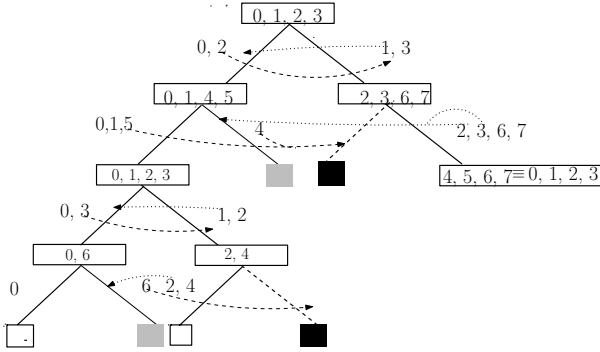 0, 1, 2, 3
0, 2
1, 3
0, 1, 4, 5
2, 3, 6, 7
0,1,5
4
2, 3, 6, 7
0, 1, 2, 3
4, 5, 6, 7≡0, 1, 2, 3
0, 3
1, 2
0, 6
2, 4
0
6
2, 4